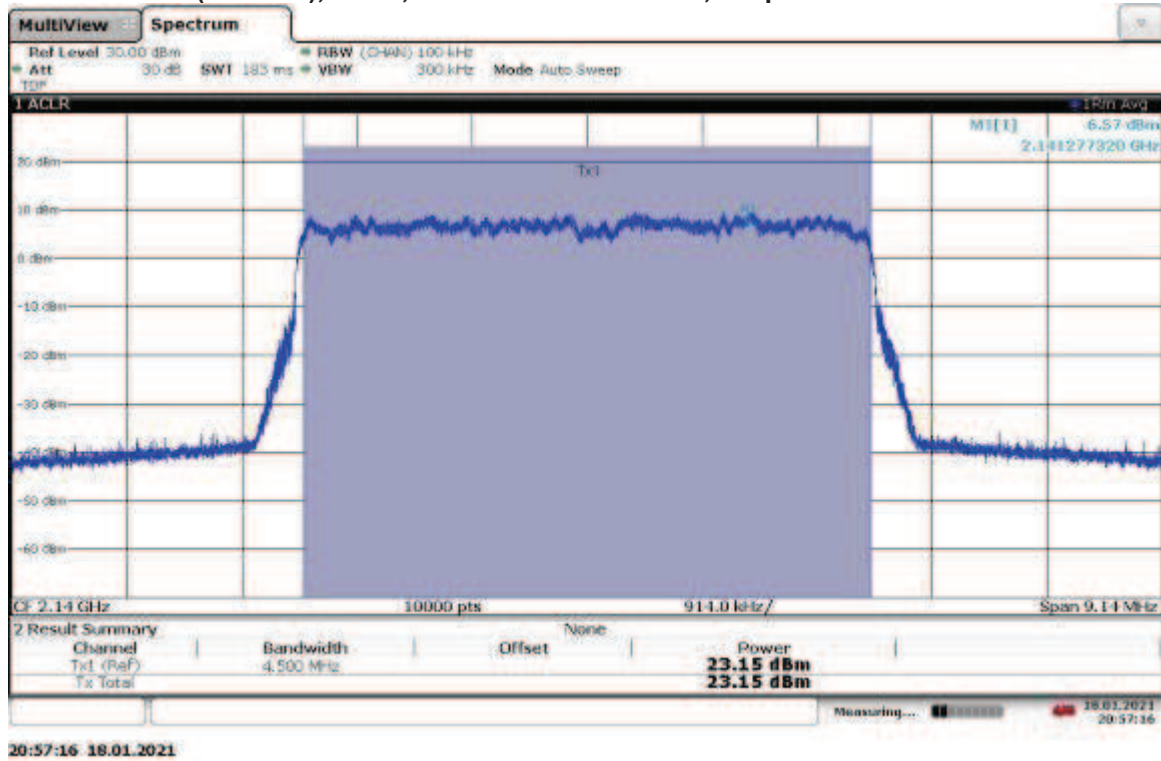 MultiView Spectrum
Ref Level 30.00 dBm RBW (CHAN) 100 kHz
Att 30 dB SWT 183 ms VBW 300 kHz Mode Auto Sweep
TDF
1 ACLR 1Rm Avg
M1[1] 6.57 dBm
2.141277320 GHz
20 dBm
Tx1
10 dBm
0 dBm
-10 dBm
-20 dBm
-30 dBm
-50 dBm
-60 dBm
CF 2.14 GHz 10000 pts 914.0 kHz/ Span 9.14 MHz
2 Result Summary None
Channel Bandwidth Offset Power
Tx1 (Ref) 4.500 MHz 23.15 dBm
Tx Total 23.15 dBm
Measuring... 18.01.2021
20:57:16
20:57:16 18.01.2021